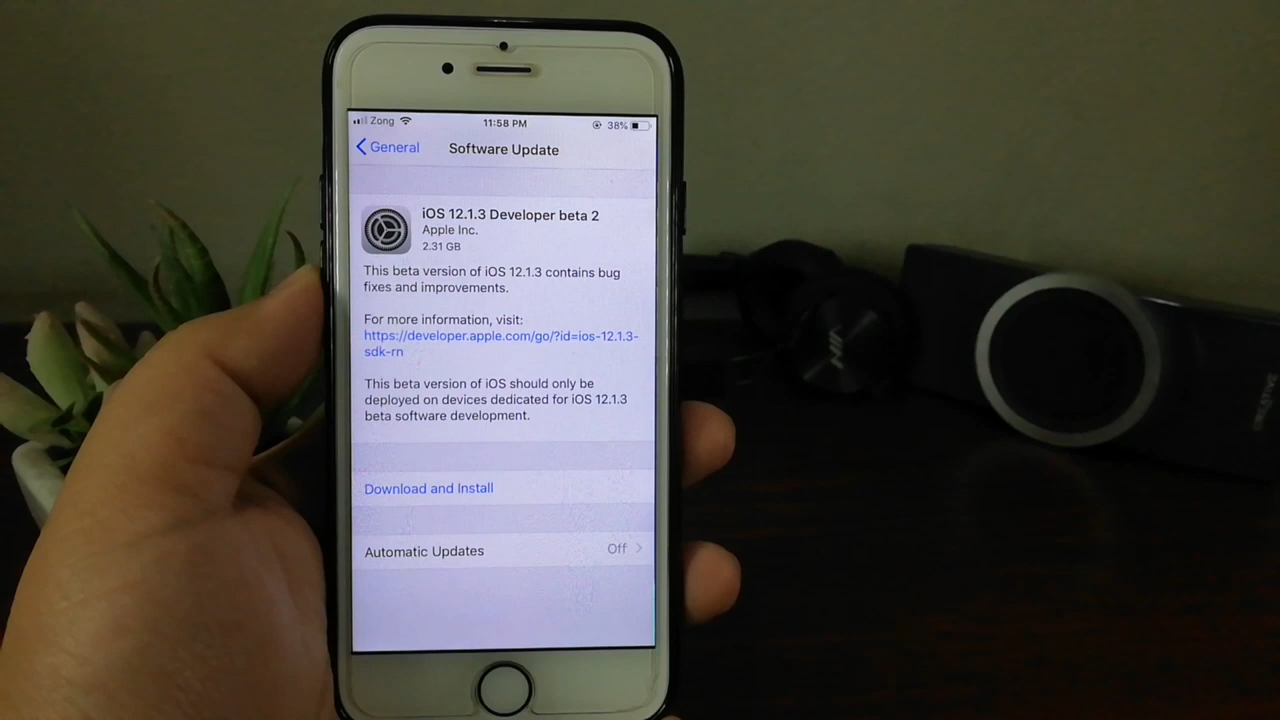 Zong 11:58 PM 38%
General Software Update
iOS 12.1.3 Developer beta 2
Apple Inc.
2.31 GB
This beta version of iOS 12.1.3 contains bug
fixes and improvements.
For more information, visit:
https://developer.apple.com/go/?id=ios-12.1.3-
sdk-rn
This beta version of iOS should only be
deployed on devices dedicated for iOS 12.1.3
beta software development.
Download and Install
Automatic Updates Off